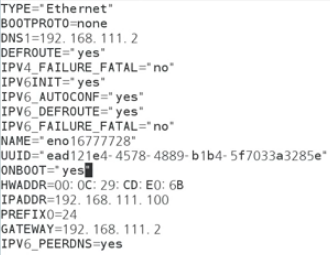 TYPE="Ethernet"
BOOTPROTO=none
DNS1=192.168.111.2
DEFROUTE="yes"
IPV4_FAILURE_FATAL="no"
IPV6INIT="yes"
IPV6_AUTOCONF="yes"
IPV6_DEFROUTE="yes"
IPV6_FAILURE_FATAL="no"
NAME="eno16777728"
UUID="ead121e4-4578-4889-b1b4-5f7033a3285e"
ONBOOT="yes"
HWADDR=00:0C:29:CD:E0:6B
IPADDR=192.168.111.100
PREFIX0=24
GATEWAY=192.168.111.2
IPV6_PEERDNS=yes